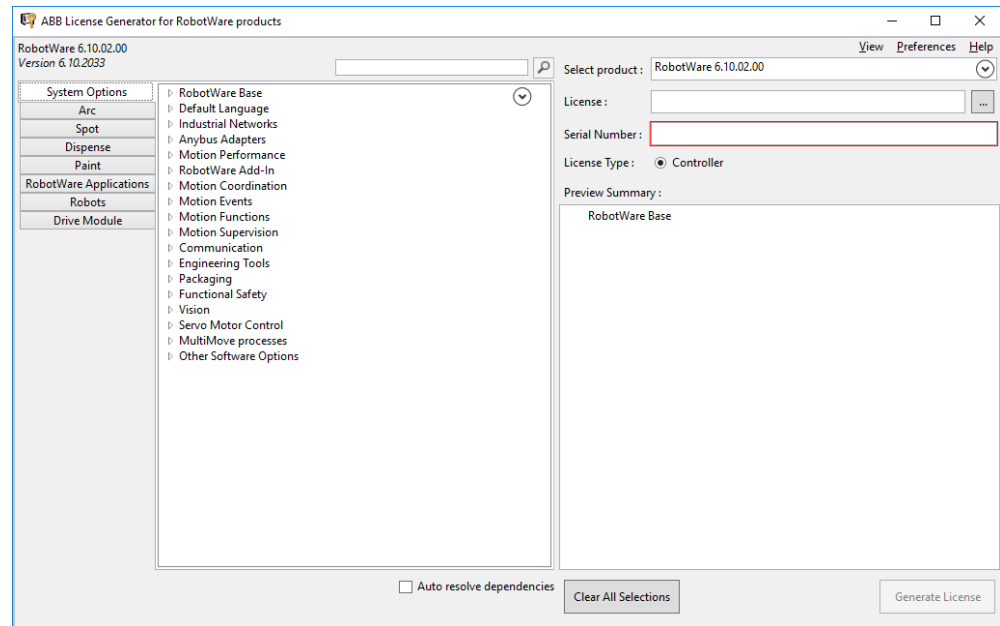 ABB License Generator for RobotWare products
RobotWare 6.10.02.00
Version 6.10.2033
View Preferences Help
System Options
Arc
Spot
Dispense
Paint
RobotWare Applications
Robots
Drive Module
RobotWare Base
Default Language
Industrial Networks
Anybus Adapters
Motion Performance
RobotWare Add-In
Motion Coordination
Motion Events
Motion Functions
Motion Supervision
Communication
Engineering Tools
Packaging
Functional Safety
Vision
Servo Motor Control
MultiMove processes
Other Software Options
Auto resolve dependencies
Select product : RobotWare 6.10.02.00
License : ...
Serial Number :
License Type : Controller
Preview Summary :
RobotWare Base
Clear All Selections
Generate License